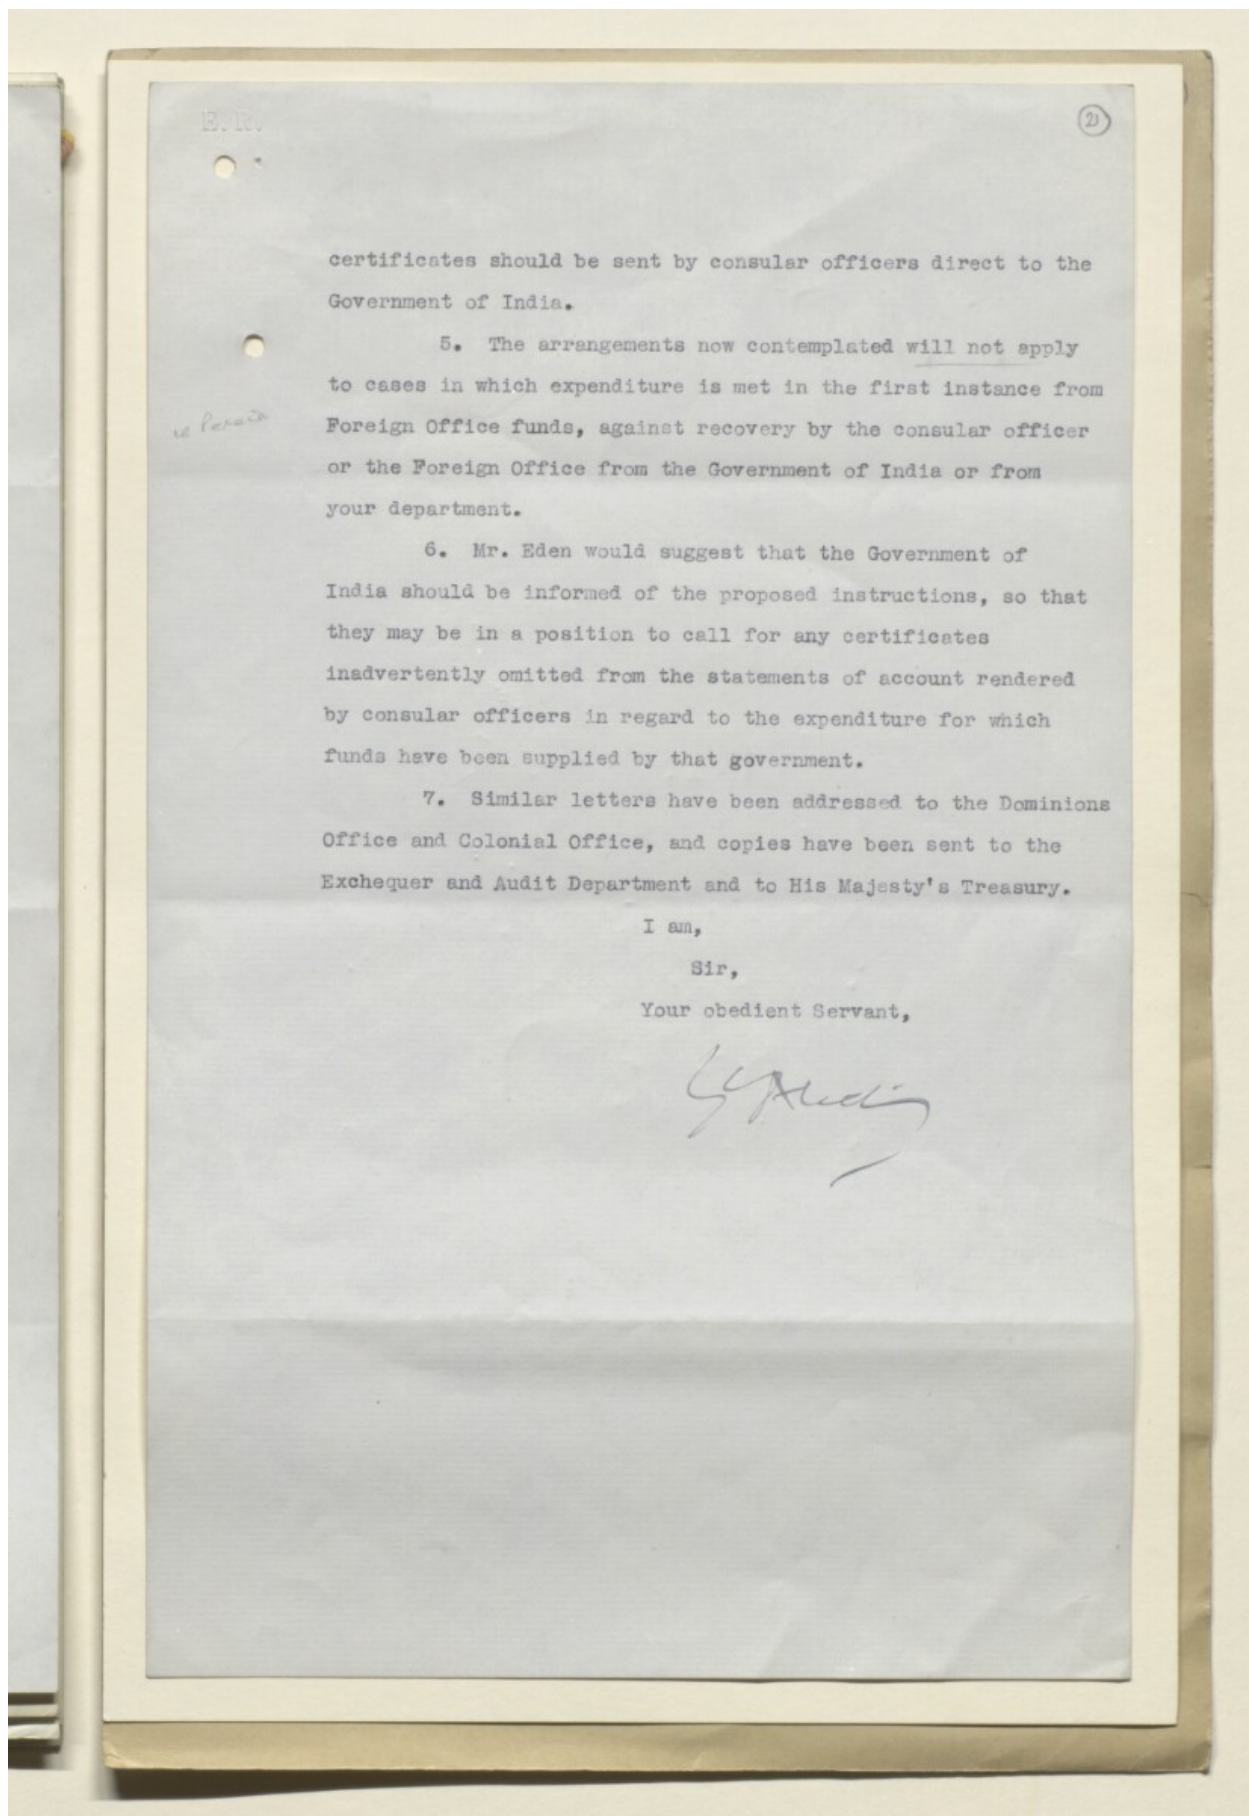 E.R.
certificates should be sent by consular officers direct to the
Government of India.
5. The arrangements now contemplated will not apply
to cases in which expenditure is met in the first instance from
ie Persia
Foreign Office funds, against recovery by the consular officer
or the Foreign Office from the Government of India or from
your department.
6. Mr. Eden would suggest that the Government of
India should be informed of the proposed instructions, so that
they may be in a position to call for any certificates
inadvertently omitted from the statements of account rendered
by consular officers in regard to the expenditure for which
funds have been supplied by that government.
7. Similar letters have been addressed to the Dominions
Office and Colonial Office, and copies have been sent to the
Exchequer and Audit Department and to His Majesty's Treasury.
I am,
Sir,
Your obedient Servant,